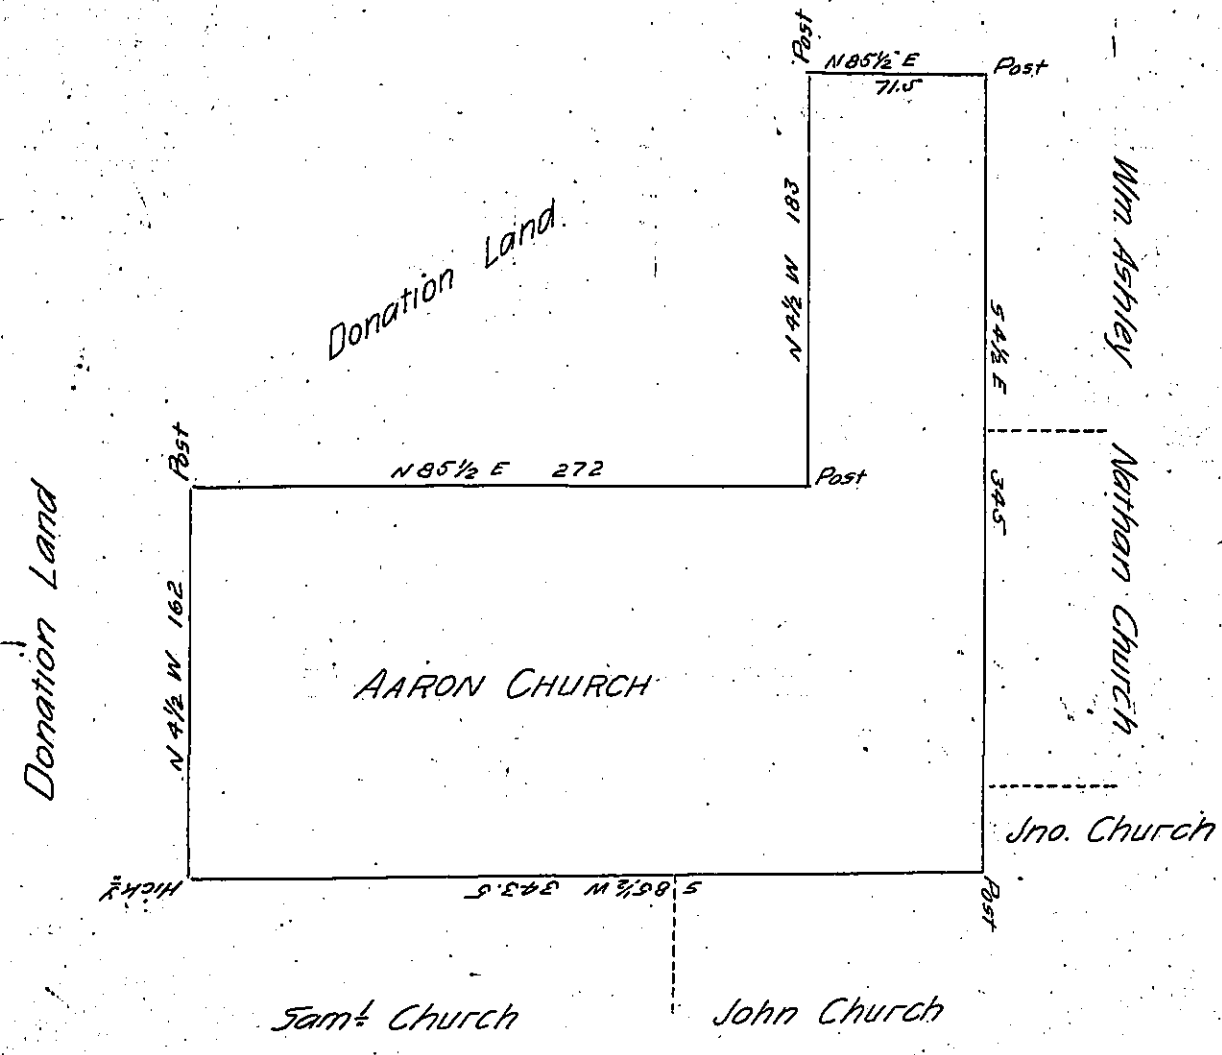 Post
N 85½ E
71.5
Post
N 4½ W 183
Donation Land
Wm. Ashley
S 4½ E 345
Post
N 85½ E 272
Post
Nathan Church
Donation Land
N 4½ W 162
AARON CHURCH
Jno. Church
Hicky
S 85½ W 343.5
Post
Saml Church
John Church